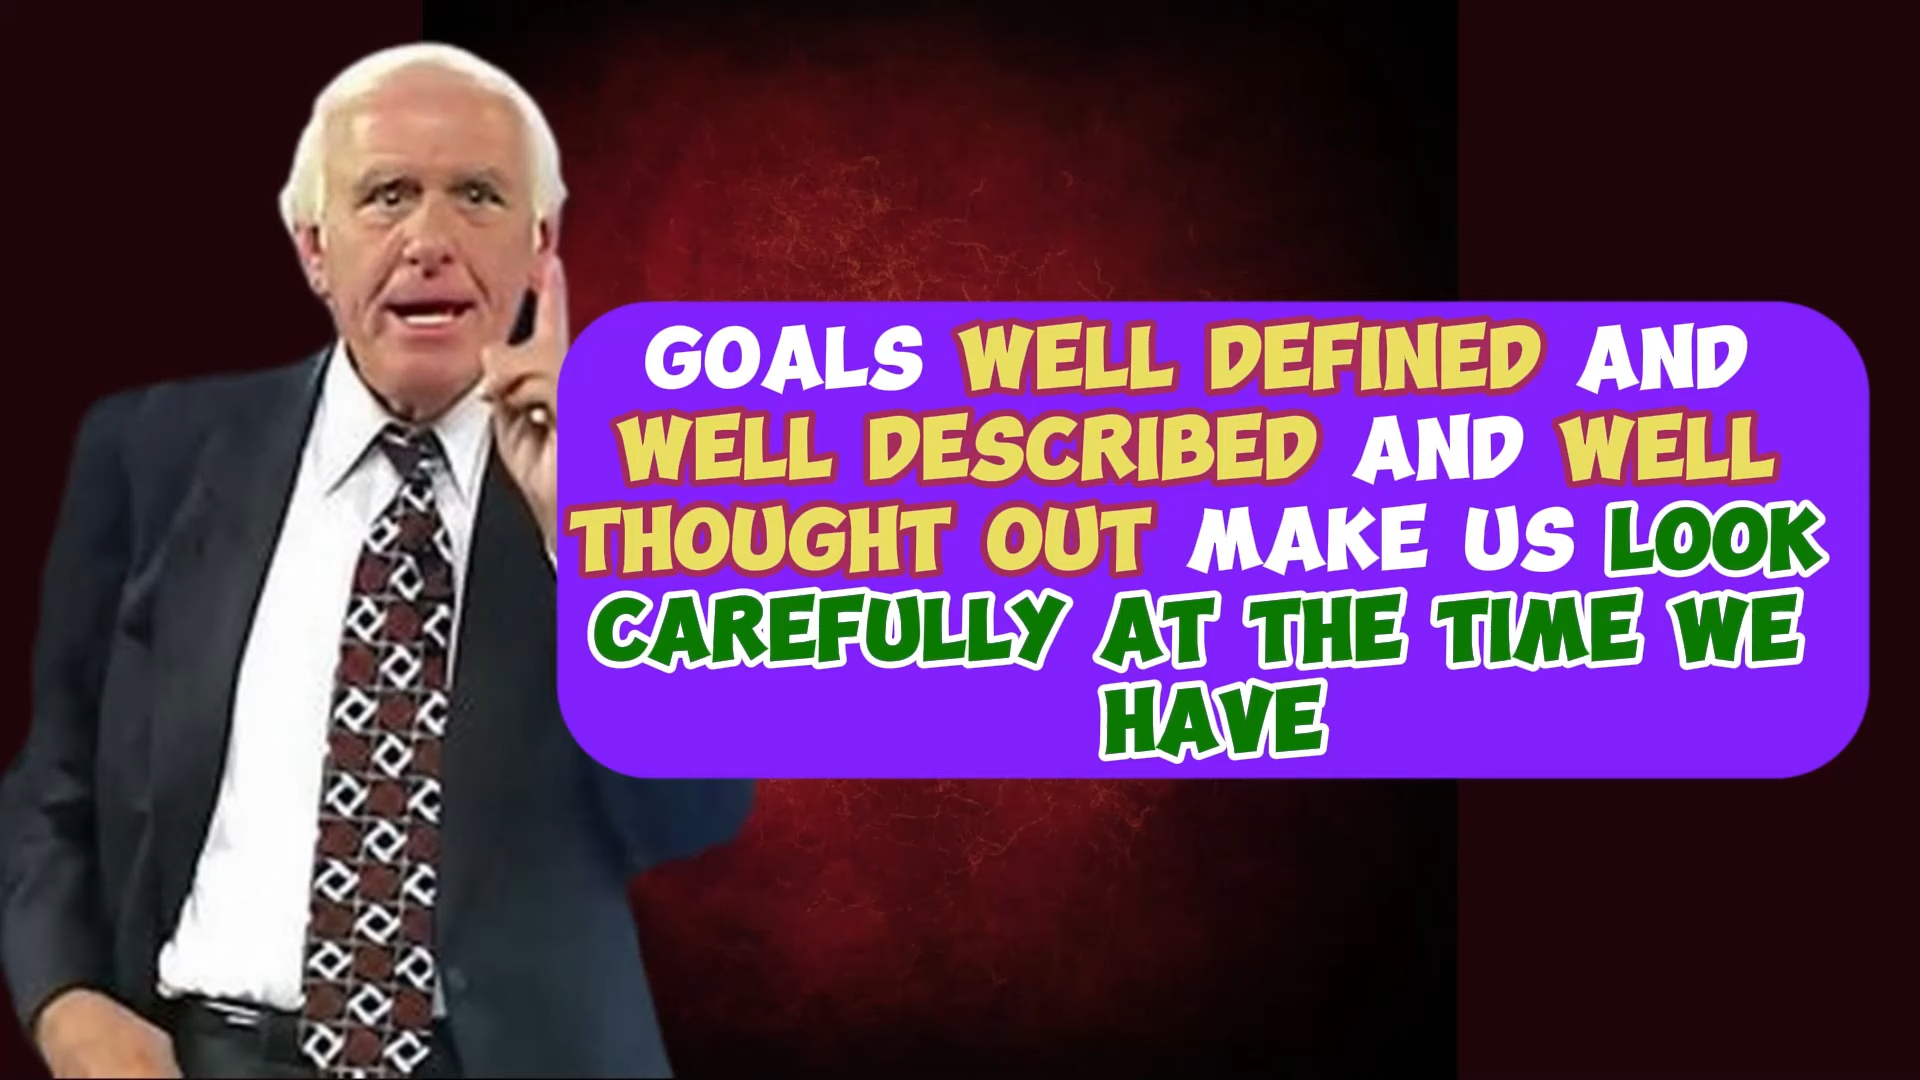 GOALS WELL DEFINED AND
WELL DESCRIBED AND WELL
THOUGHT OUT MAKE US LOOK
CAREFULLY AT THE TIME WE
HAVE